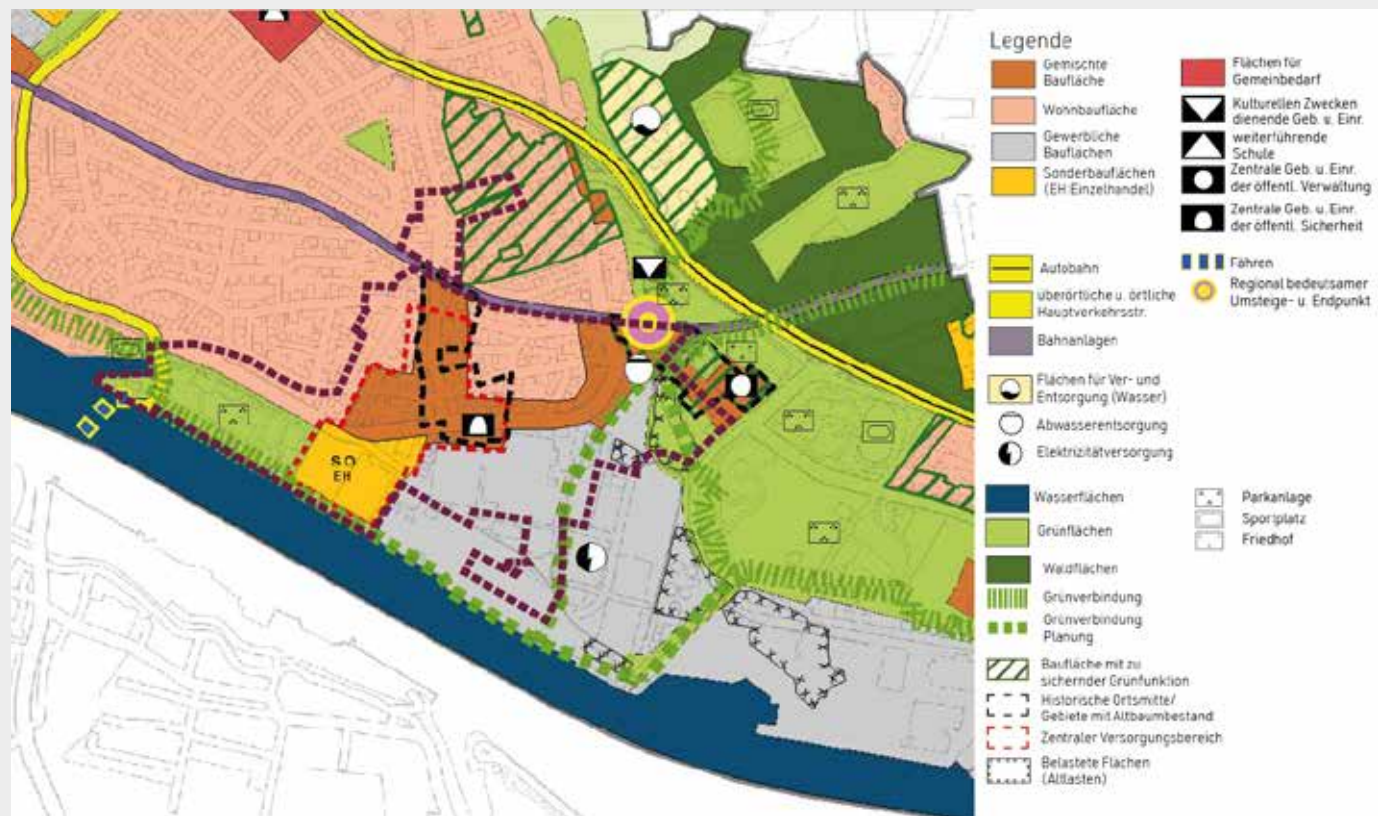 S O
EH
Legende
Gemischte
Baufläche
Wohnbaufläche
Gewerbliche
Bauflächen
Sonderbauflächen
(EH Einzelhandel)
Autobahn
überörtliche u. örtliche
Hauptverkehrsstr.
Bahnanlagen
Flächen für Ver- und
Entsorgung (Wasser)
Abwasserentsorgung
Elektrizitätversorgung
Wasserflächen
Grünflächen
Waldflächen
Grünverbindung
Grünverbindung
Planung
Baufläche mit zu
sichernder Grünfunktion
Historische Ortsmitte/
Gebiete mit Altbaumbestand
Zentraler Versorgungsbereich
Belastete Flächen
(Altlasten)
Flächen für
Gemeinbedarf
Kulturellen Zwecken
dienende Geb. u. Einr.
weiterführende
Schule
Zentrale Geb. u. Einr.
der öffentl. Verwaltung
Zentrale Geb. u. Einr.
der öffentl. Sicherheit
Fähren
Regional bedeutsamer
Umsteige- u. Endpunkt
Parkanlage
Sportplatz
Friedhof